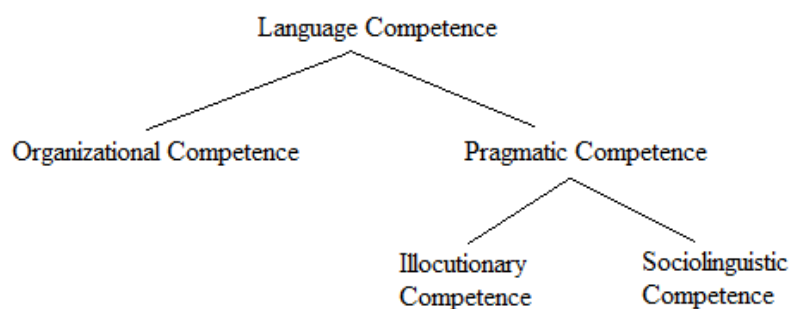 Language Competence
Organizational Competence
Pragmatic Competence
Illocutionary
Competence
Sociolinguistic
Competence